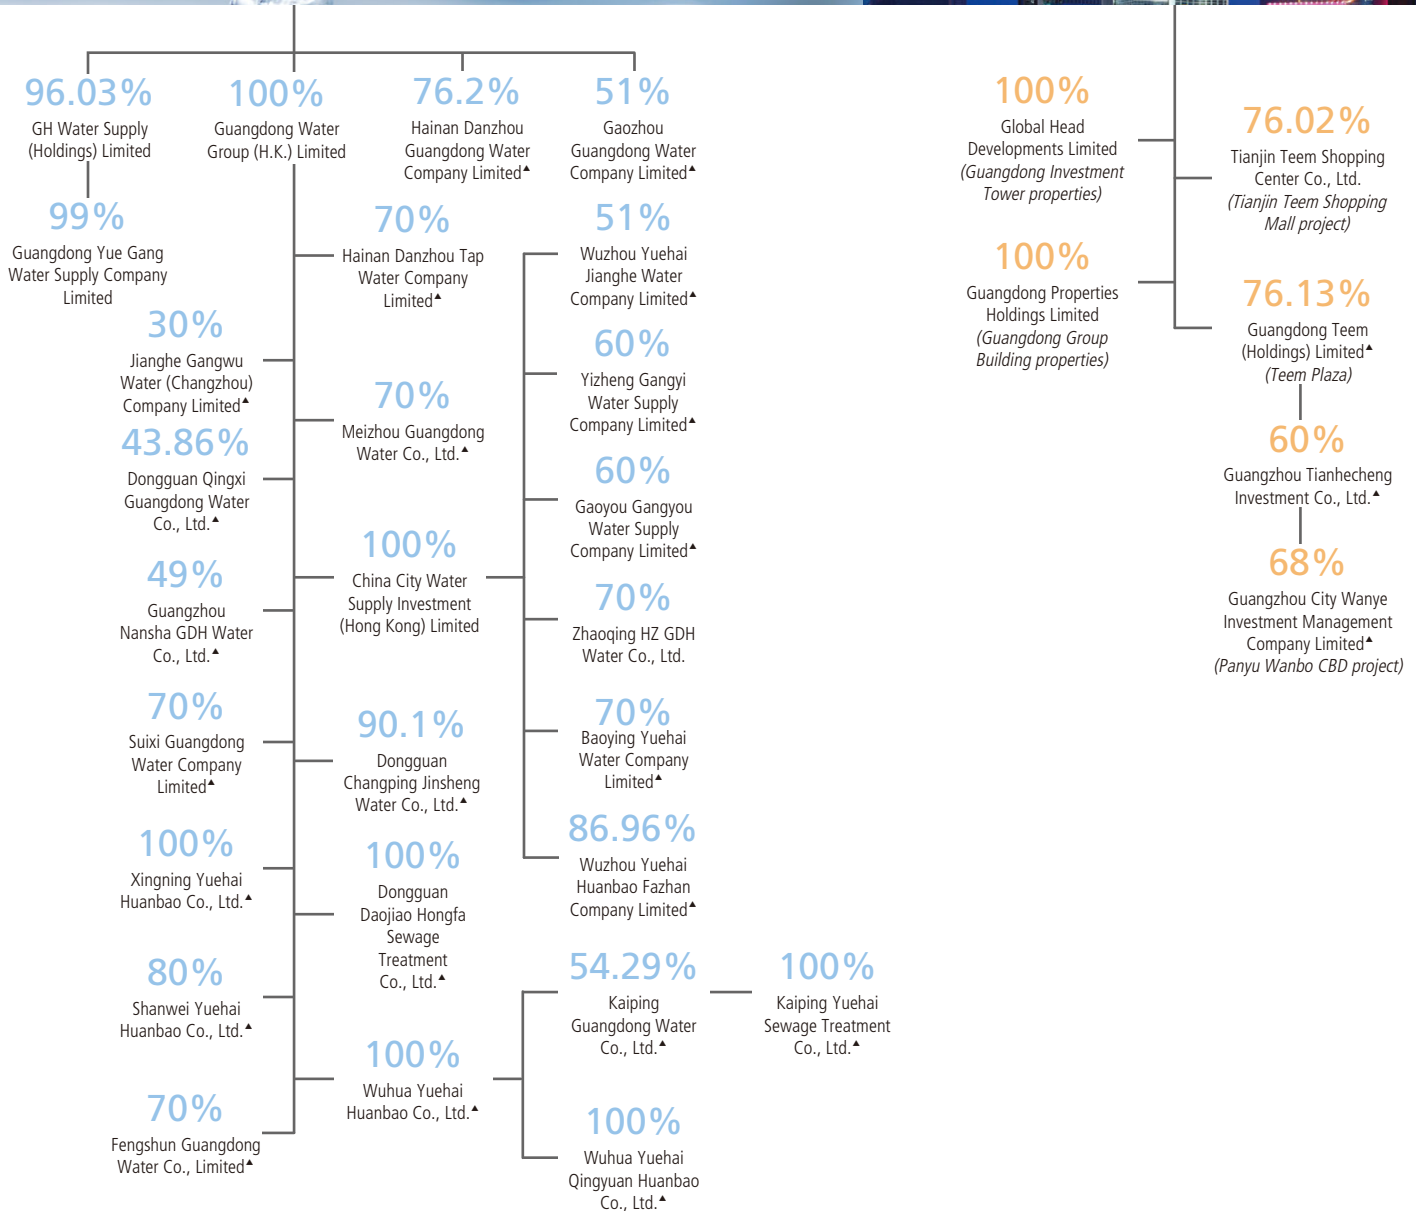 96.03%
GH Water Supply
(Holdings) Limited
99%
Guangdong Yue Gang
Water Supply Company
Limited
100%
Guangdong Water
Group (H.K.) Limited
76.2%
Hainan Danzhou
Guangdong Water
Company Limited▲
51%
Gaozhou
Guangdong Water
Company Limited▲
30%
Jianghe Gangwu
Water (Changzhou)
Company Limited▲
43.86%
Dongguan Qingxi
Guangdong Water
Co., Ltd.▲
49%
Guangzhou
Nansha GDH Water
Co., Ltd.▲
70%
Suixi Guangdong
Water Company
Limited▲
100%
Xingning Yuehai
Huanbao Co., Ltd.▲
80%
Shanwei Yuehai
Huanbao Co., Ltd.▲
70%
Fengshun Guangdong
Water Co., Limited▲
70%
Hainan Danzhou Tap
Water Company
Limited▲
70%
Meizhou Guangdong
Water Co., Ltd.▲
100%
China City Water
Supply Investment
(Hong Kong) Limited
90.1%
Dongguan
Changping Jinsheng
Water Co., Ltd.▲
100%
Dongguan
Daojiao Hongfa
Sewage
Treatment
Co., Ltd.▲
100%
Wuhua Yuehai
Huanbao Co., Ltd.▲
51%
Wuzhou Yuehai
Jianghe Water
Company Limited▲
60%
Yizheng Gangyi
Water Supply
Company Limited▲
60%
Gaoyou Gangyou
Water Supply
Company Limited▲
70%
Zhaoqing HZ GDH
Water Co., Ltd.
70%
Baoying Yuehai
Water Company
Limited▲
86.96%
Wuzhou Yuehai
Huanbao Fazhan
Company Limited▲
54.29%
Kaiping
Guangdong Water
Co., Ltd.▲
100%
Kaiping Yuehai
Sewage Treatment
Co., Ltd.▲
100%
Wuhua Yuehai
Qingyuan Huanbao
Co., Ltd.▲
100%
Global Head
Developments Limited
(Guangdong Investment
Tower properties)
100%
Guangdong Properties
Holdings Limited
(Guangdong Group
Building properties)
76.02%
Tianjin Teem Shopping
Center Co., Ltd.
(Tianjin Teem Shopping
Mall project)
76.13%
Guangdong Teem
(Holdings) Limited▲
(Teem Plaza)
60%
Guangzhou Tianhecheng
Investment Co., Ltd.▲
68%
Guangzhou City Wanye
Investment Management
Company Limited▲
(Panyu Wanbo CBD project)